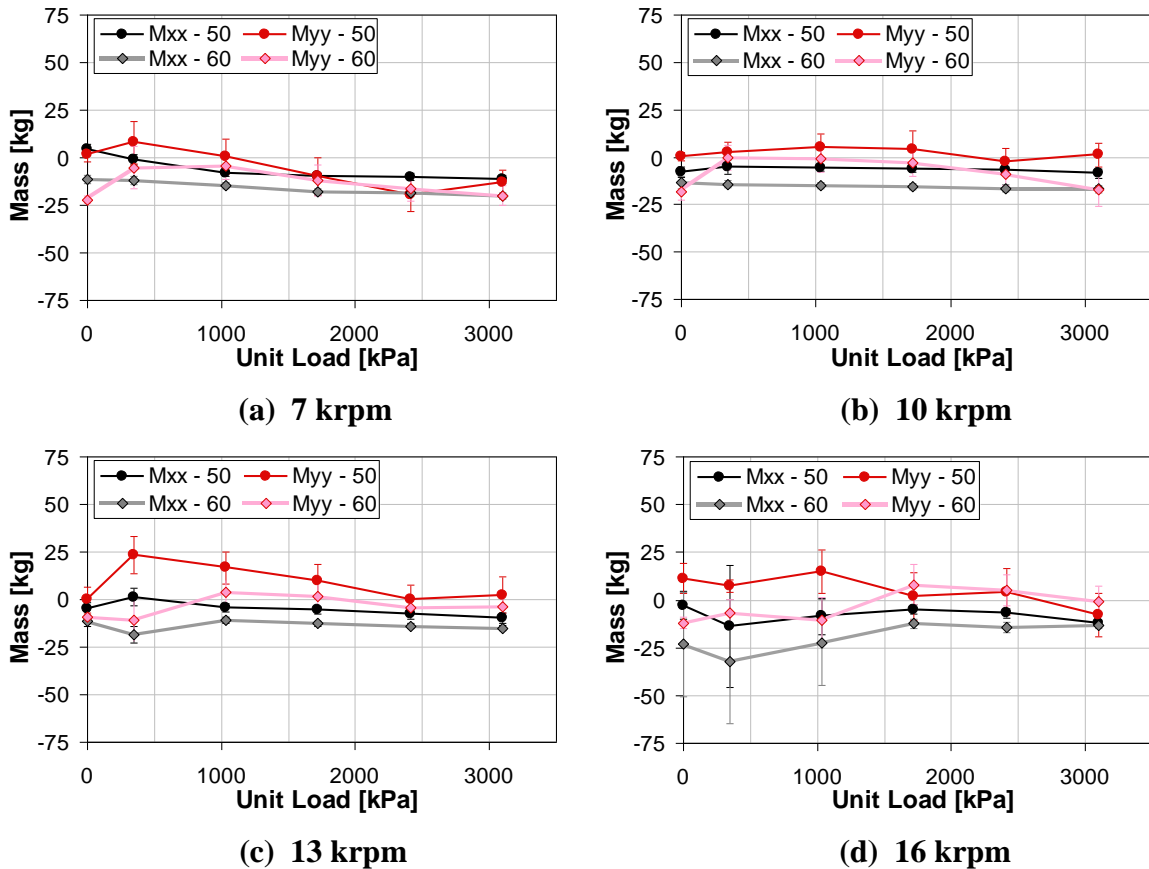 75
50
25
0
-25
-50
-75
Mass [kg]
Mxx - 50 Myy - 50
Mxx - 60 Myy - 60
0 1000 2000 3000
Unit Load [kPa]
(a) 7 krpm
75
50
25
0
-25
-50
-75
Mass [kg]
Mxx - 50 Myy - 50
Mxx - 60 Myy - 60
0 1000 2000 3000
Unit Load [kPa]
(b) 10 krpm
75
50
25
0
-25
-50
-75
Mass [kg]
Mxx - 50 Myy - 50
Mxx - 60 Myy - 60
0 1000 2000 3000
Unit Load [kPa]
(c) 13 krpm
75
50
25
0
-25
-50
-75
Mass [kg]
Mxx - 50 Myy - 50
Mxx - 60 Myy - 60
0 1000 2000 3000
Unit Load [kPa]
(d) 16 krpm